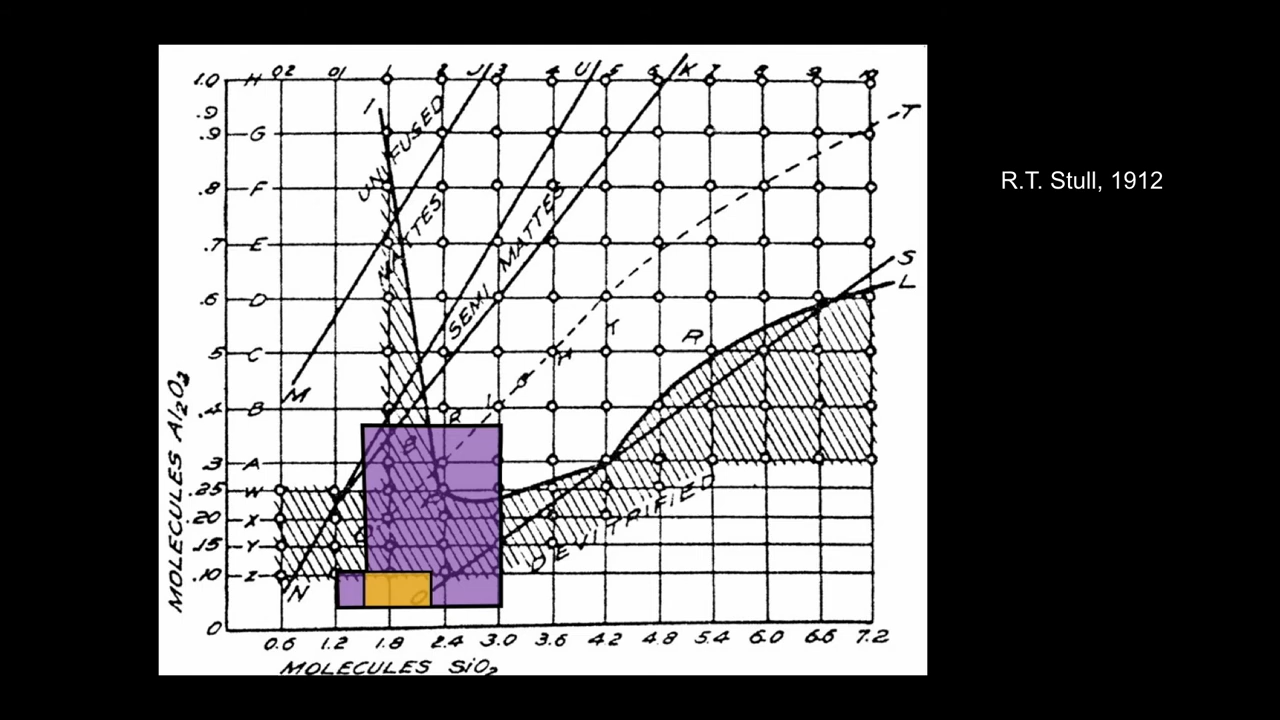 02 01 1 2 J 3 4 U 5 6 K 7 8 9 10
1.0 H
.9 T
.9 G
I
UNFUSED
.8 F
MATTES
SEMI MATTES
.7 E
S
.6 D L
T
R
.5 C H
G
I
.4 B R
M
B
.3 A
.25 W
.20 X
.15 Y
.10 Z
DEVITRIFIED
N O
0
0.6 1.2 1.8 2.4 3.0 3.6 4.2 4.8 5.4 6.0 6.6 7.2
MOLECULES SiO2
MOLECULES Al2O3
R.T. Stull, 1912